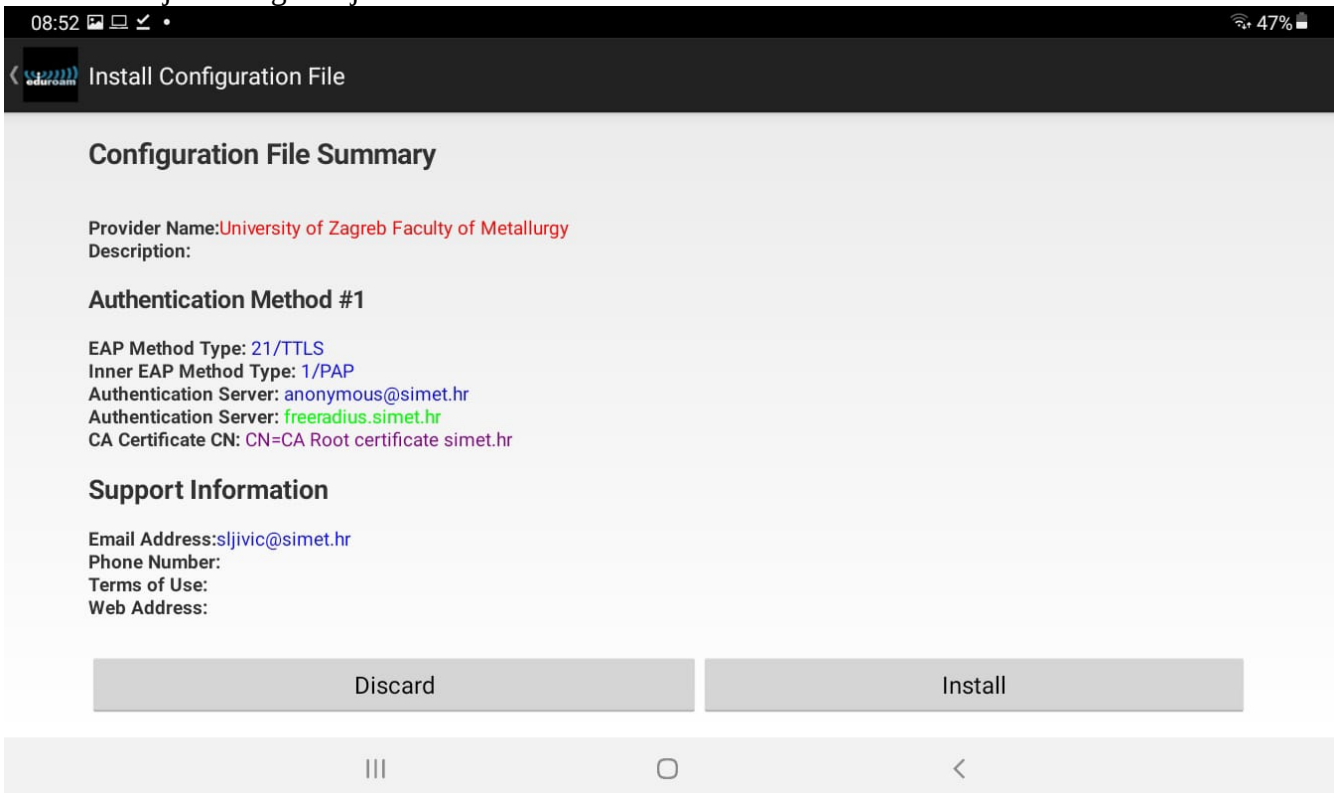 08:52
47%
eduroam
Install Configuration File
Configuration File Summary
Provider Name:University of Zagreb Faculty of Metallurgy
Description:
Authentication Method #1
EAP Method Type: 21/TTLS
Inner EAP Method Type: 1/PAP
Authentication Server: anonymous@simet.hr
Authentication Server: freeradius.simet.hr
CA Certificate CN: CN=CA Root certificate simet.hr
Support Information
Email Address:sljivic@simet.hr
Phone Number:
Terms of Use:
Web Address:
Discard
Install